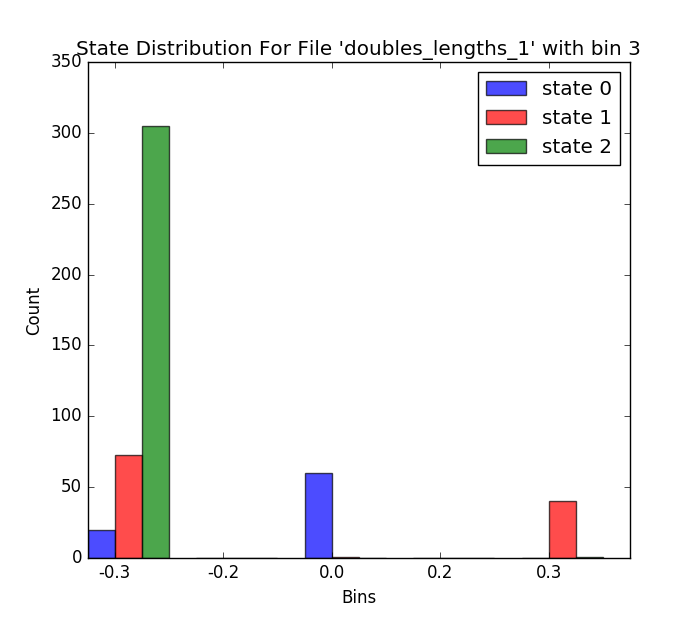 State Distribution For File 'doubles_lengths_1' with bin 3
350
300
250
200
150
100
50
0
Count
state 0
state 1
state 2
-0.3 -0.2 0.0 0.2 0.3
Bins